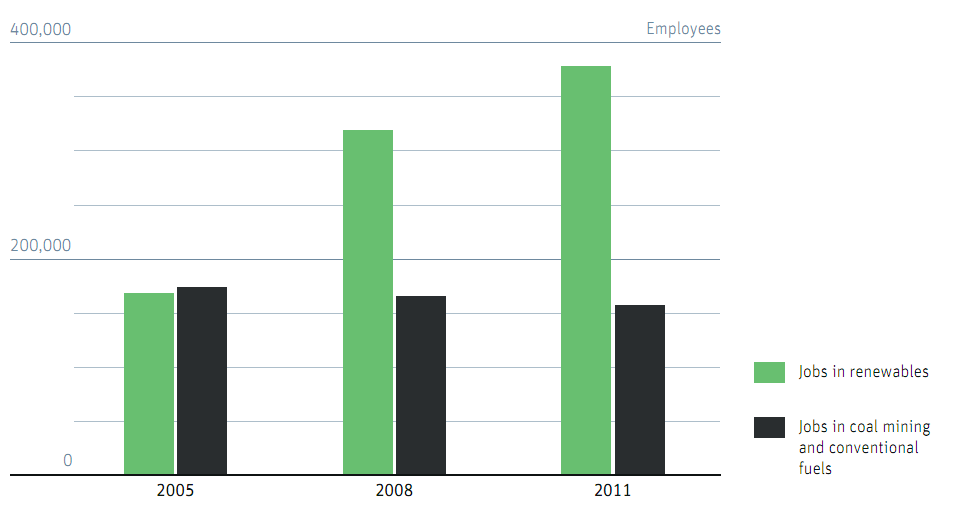 400,000
Employees
200,000
0
2005
2008
2011
Jobs in renewables
Jobs in coal mining
and conventional
fuels